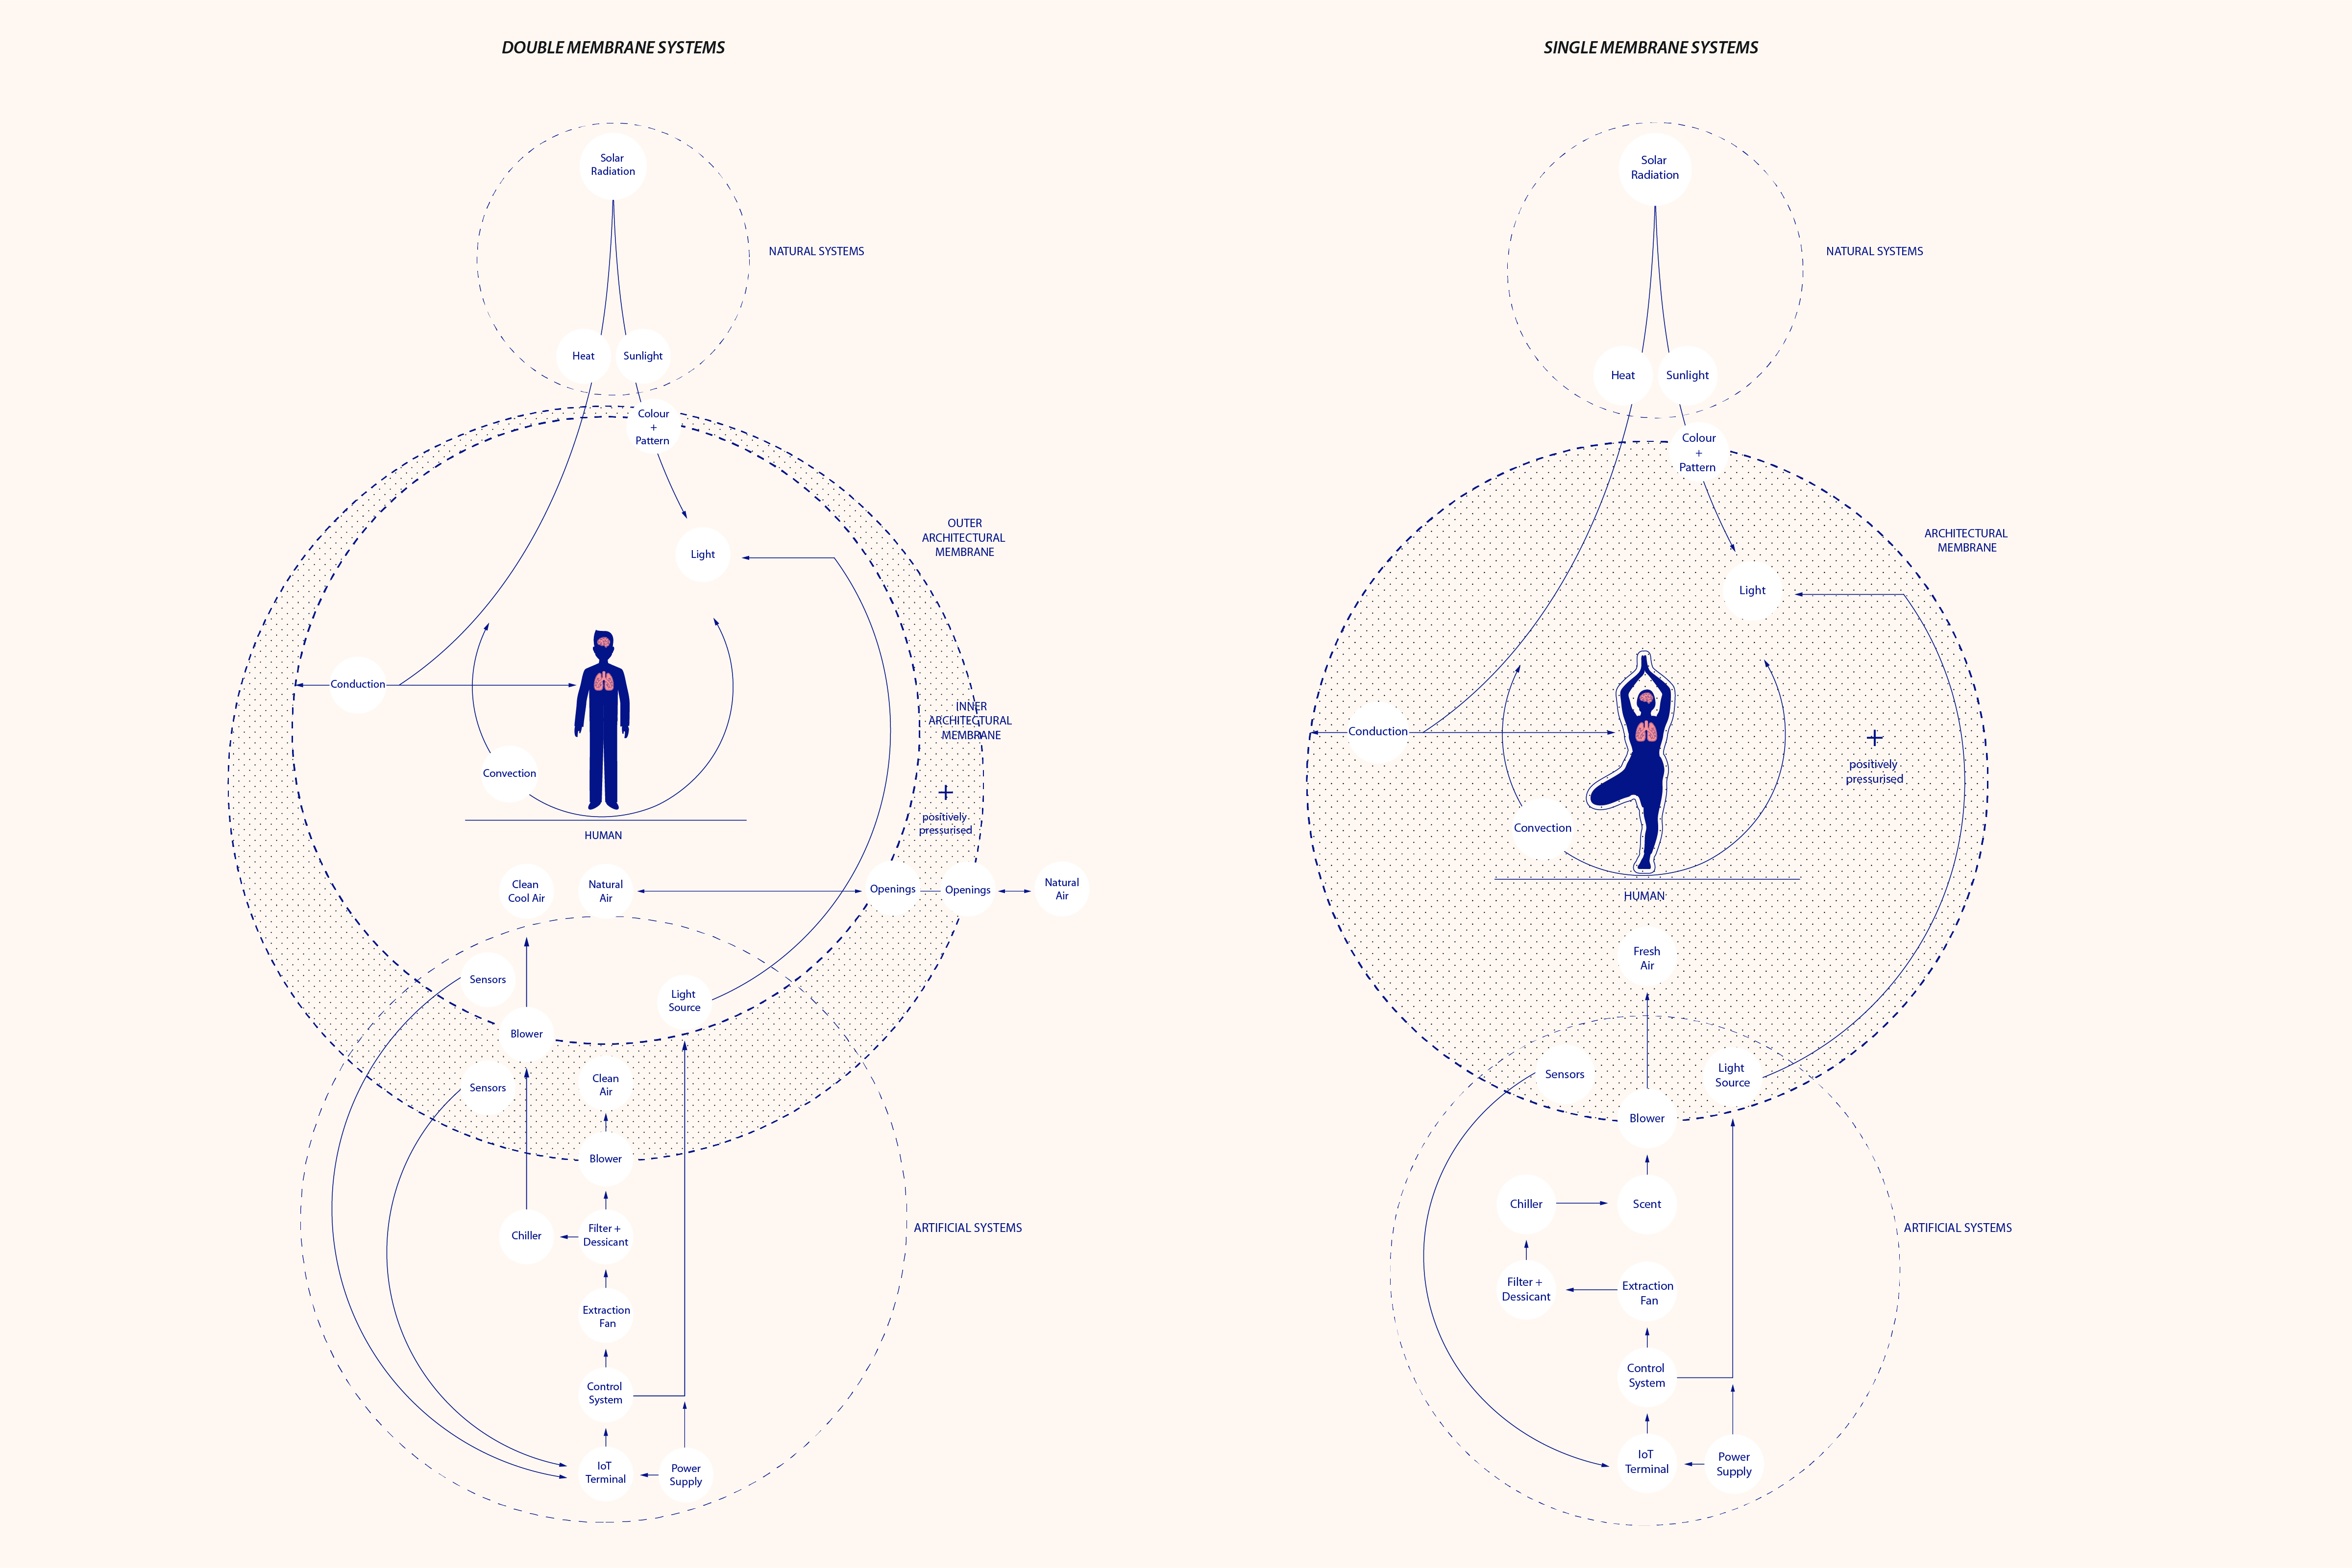 DOUBLE MEMBRANE SYSTEMS
Solar
Radiation
NATURAL SYSTEMS
Heat
Sunlight
Colour
+
Pattern
OUTER
ARCHITECTURAL
MEMBRANE
Light
Conduction
INNER
ARCHITECTURAL
MEMBRANE
Convection
+
positively
pressurised
HUMAN
Clean
Cool Air
Natural
Air
Openings
Openings
Natural
Air
Sensors
Light
Source
Blower
Sensors
Clean
Air
Blower
Chiller
Filter +
Dessicant
ARTIFICIAL SYSTEMS
Extraction
Fan
Control
System
IoT
Terminal
Power
Supply
SINGLE MEMBRANE SYSTEMS
Solar
Radiation
NATURAL SYSTEMS
Heat
Sunlight
Colour
+
Pattern
ARCHITECTURAL
MEMBRANE
Light
Conduction
+
positively
pressurised
Convection
HUMAN
Fresh
Air
Sensors
Light
Source
Blower
Chiller
Scent
ARTIFICIAL SYSTEMS
Filter +
Dessicant
Extraction
Fan
Control
System
IoT
Terminal
Power
Supply